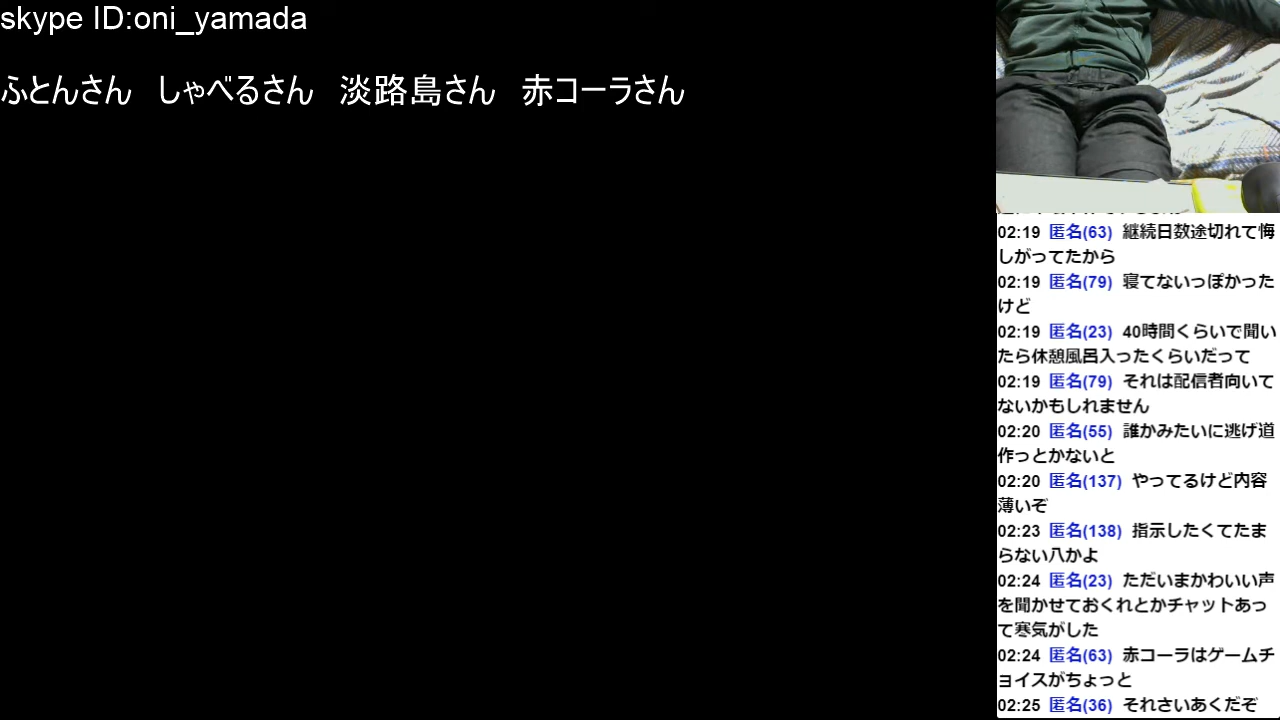 skype ID:oni_yamada
ふとんさん　しゃべるさん　淡路島さん　赤コーラさん
02:19 匿名(63) 継続日数途切れて悔
しがってたから
02:19 匿名(79) 寝てないっぽかった
けど
02:19 匿名(23) 40時間くらいで聞い
たら休憩風呂入ったくらいだって
02:19 匿名(79) それは配信者向いて
ないかもしれません
02:20 匿名(55) 誰かみたいに逃げ道
作っとかないと
02:20 匿名(137) やってるけど内容
薄いぞ
02:23 匿名(138) 指示したくてたま
らない八かよ
02:24 匿名(23) ただいまかわいい声
を聞かせておくれとかチャットあっ
て寒気がした
02:24 匿名(63) 赤コーラはゲームチ
ョイスがちょっと
02:25 匿名(36) それさいあくだぞ